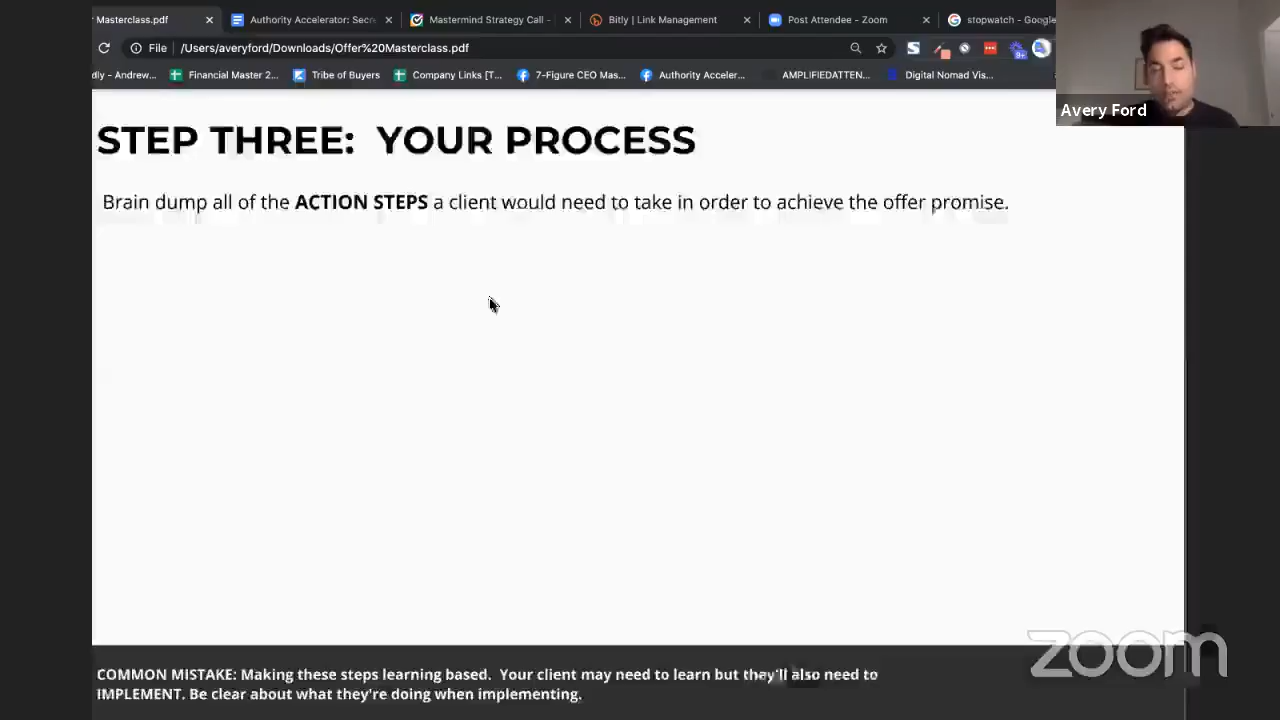 Masterclass.pdf
Authority Accelerator: Secre
Mastermind Strategy Call -
Bitly | Link Management
Post Attendee - Zoom
stopwatch - Google
File /Users/averyford/Downloads/Offer%20Masterclass.pdf
dly - Andrew...
Financial Master 2...
Tribe of Buyers
Company Links [T...
7-Figure CEO Mas...
Authority Acceler...
AMPLIFIEDATTEN...
Digital Nomad Vis...
Avery Ford
STEP THREE: YOUR PROCESS
Brain dump all of the ACTION STEPS a client would need to take in order to achieve the offer promise.
COMMON MISTAKE: Making these steps learning based. Your client may need to learn but they'll also need to
IMPLEMENT. Be clear about what they're doing when implementing.
zoom